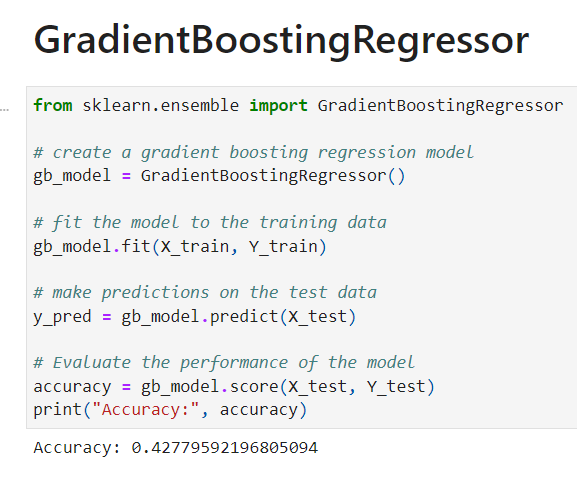 GradientBoostingRegressor
...
from sklearn.ensemble import GradientBoostingRegressor
# create a gradient boosting regression model
gb_model = GradientBoostingRegressor()
# fit the model to the training data
gb_model.fit(X_train, Y_train)
# make predictions on the test data
y_pred = gb_model.predict(X_test)
# Evaluate the performance of the model
accuracy = gb_model.score(X_test, Y_test)
print("Accuracy:", accuracy)
Accuracy: 0.42779592196805094